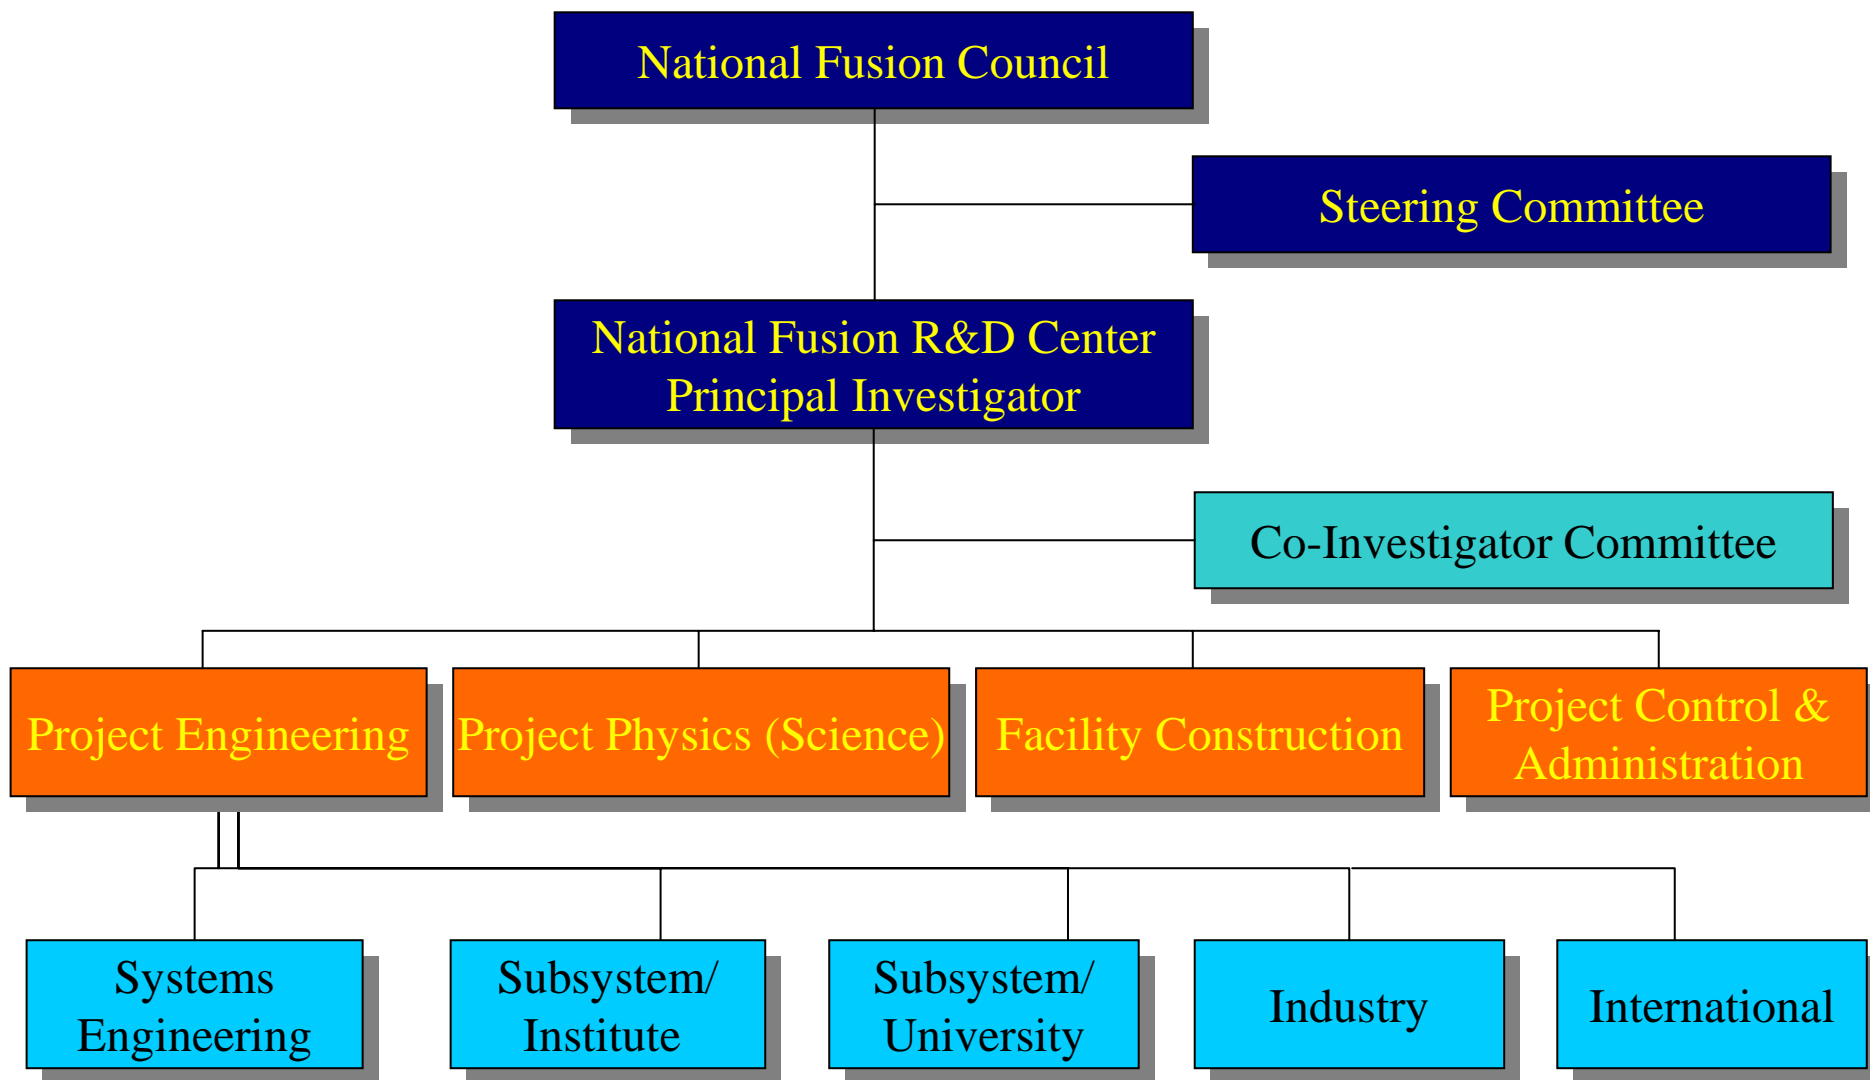 National Fusion Council
Steering Committee
National Fusion R&D Center
Principal Investigator
Co-Investigator Committee
Project Engineering
Project Physics (Science)
Facility Construction
Project Control &
Administration
Systems
Engineering
Subsystem/
Institute
Subsystem/
University
Industry
International